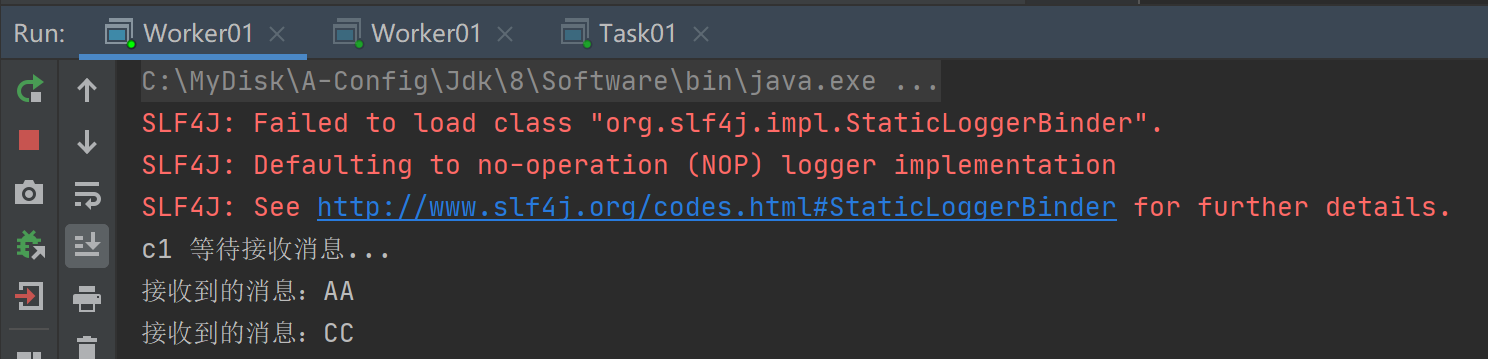 Run: Worker01 Worker01 Task01
C:\MyDisk\A-Config\Jdk\8\Software\bin\java.exe ...
SLF4J: Failed to load class "org.slf4j.impl.StaticLoggerBinder".
SLF4J: Defaulting to no-operation (NOP) logger implementation
SLF4J: See http://www.slf4j.org/codes.html#StaticLoggerBinder for further details.
c1 等待接收消息...
接收到的消息：AA
接收到的消息：CC